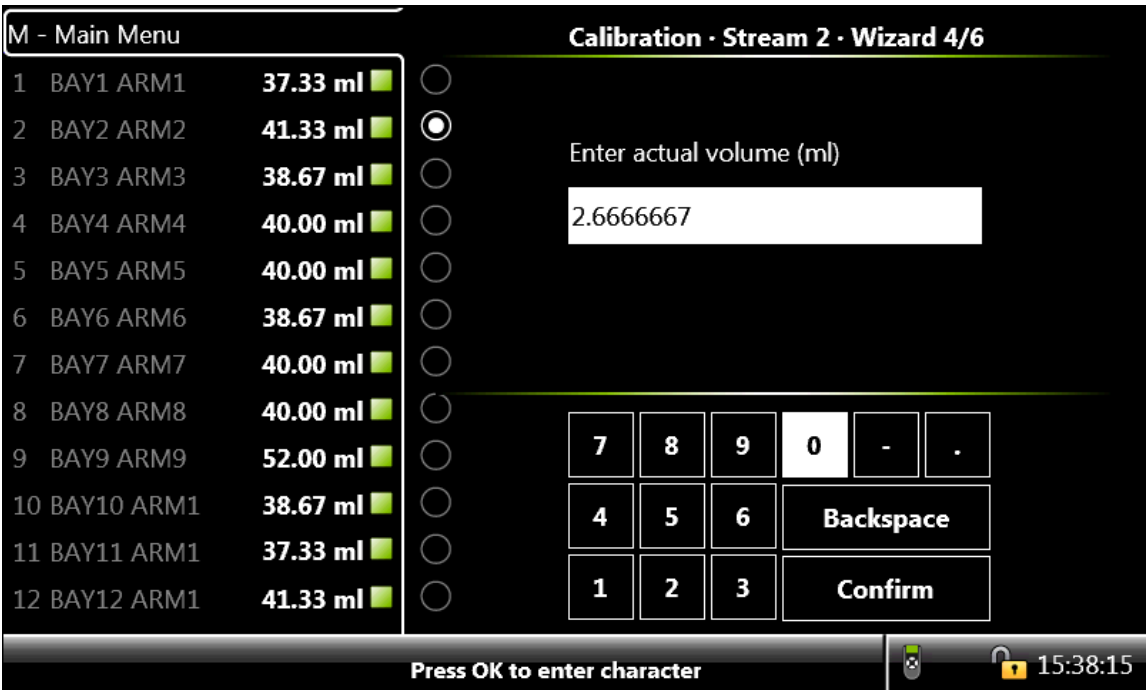 M - Main Menu
Calibration · Stream 2 · Wizard 4/6
1 BAY1 ARM1 37.33 ml
2 BAY2 ARM2 41.33 ml
3 BAY3 ARM3 38.67 ml
4 BAY4 ARM4 40.00 ml
5 BAY5 ARM5 40.00 ml
6 BAY6 ARM6 38.67 ml
7 BAY7 ARM7 40.00 ml
8 BAY8 ARM8 40.00 ml
9 BAY9 ARM9 52.00 ml
10 BAY10 ARM1 38.67 ml
11 BAY11 ARM1 37.33 ml
12 BAY12 ARM1 41.33 ml
Enter actual volume (ml)
2.6666667
7 8 9 0 - .
4 5 6 Backspace
1 2 3 Confirm
Press OK to enter character
15:38:15